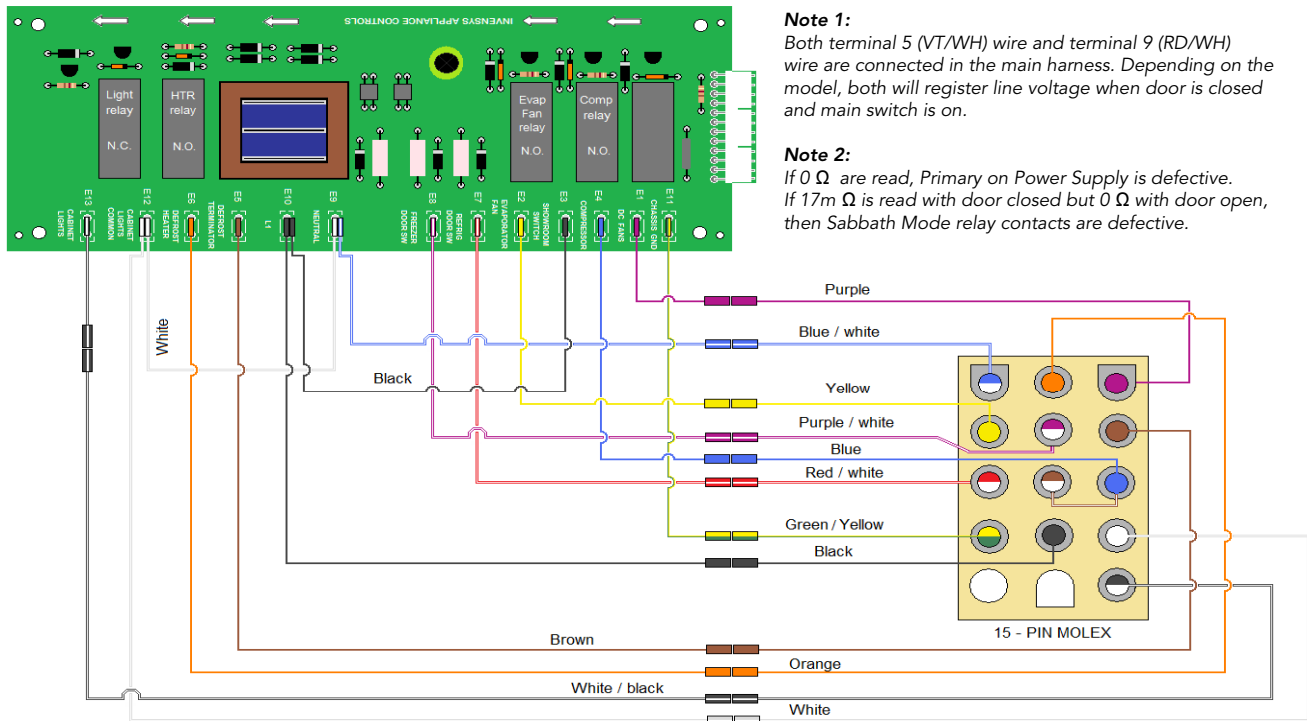 INVENSYS APPLIANCE CONTROLS
Note 1:
Both terminal 5 (VT/WH) wire and terminal 9 (RD/WH)
wire are connected in the main harness. Depending on the
model, both will register line voltage when door is closed
and main switch is on.
Note 2:
If 0 Ω are read, Primary on Power Supply is defective.
If 17m Ω is read with door closed but 0 Ω with door open,
then Sabbath Mode relay contacts are defective.
Light
relay
N.C.
HTR
relay
N.O.
Evap
Fan
relay
N.O.
Comp
relay
N.O.
E13
CABINET
LIGHTS
E12
CABINET
LIGHTS
COMMON
E6
DEFROST
HEATER
E5
DEFROST
TERMINATOR
E10
L1
E9
NEUTRAL
E8
FREEZER
DOOR SW
E7
REFRIG
DOOR SW
E2
EVAPORATOR
FAN
E3
SHOWROOM
SWITCH
E4
COMPRESSOR
E1
DC FANS
E11
CHASSIS GND
White
Black
Purple
Blue / white
Yellow
Purple / white
Blue
Red / white
Green / Yellow
Black
15 - PIN MOLEX
Brown
Orange
White / black
White